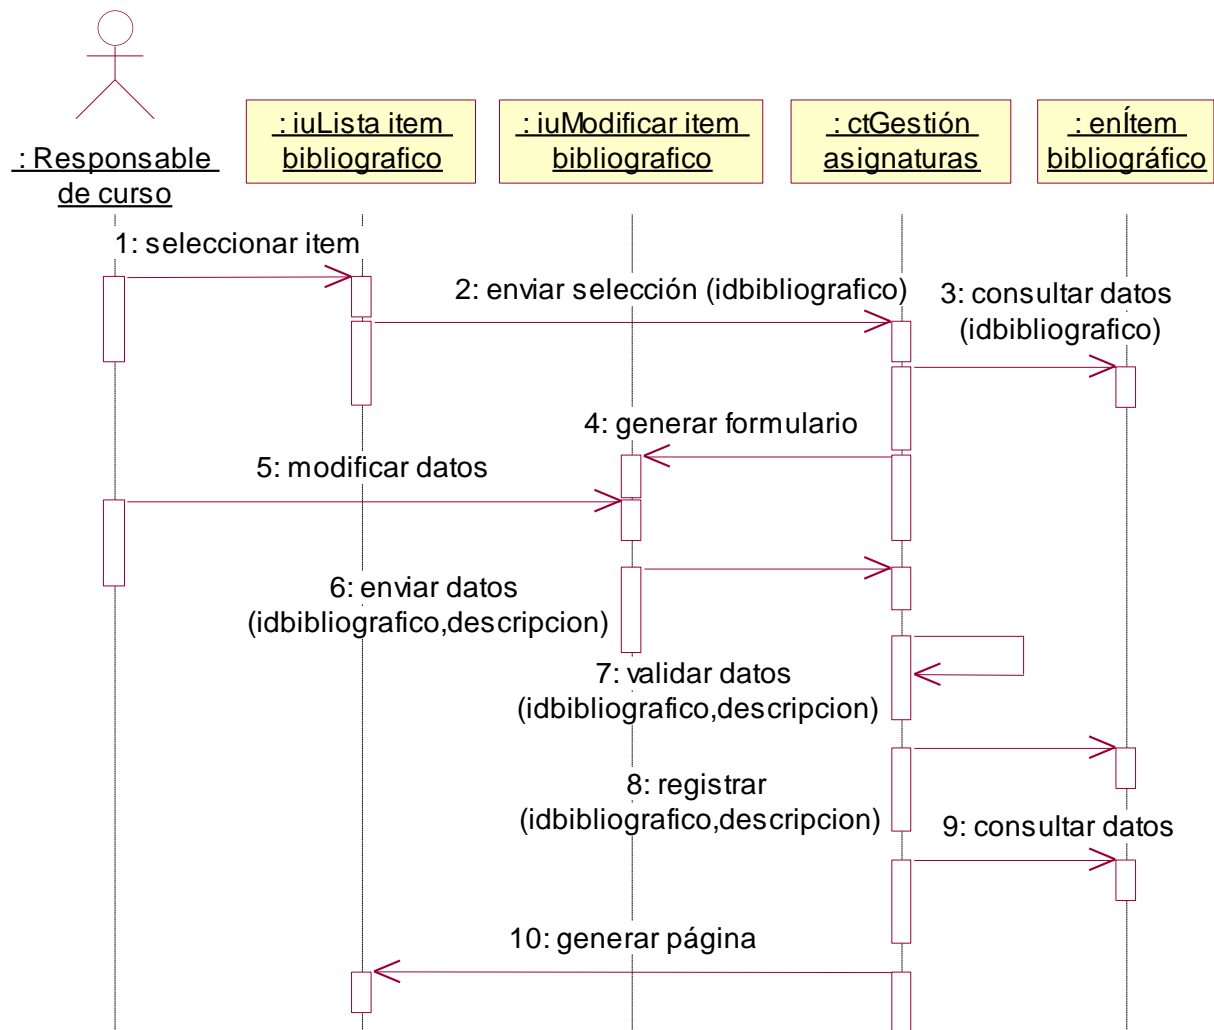 : Responsable
de curso
: iuLista item
bibliografico
: iuModificar item
bibliografico
: ctGestión
asignaturas
: enÍtem
bibliográfico
1: seleccionar item
2: enviar selección (idbibliografico)
3: consultar datos
(idbibliografico)
4: generar formulario
5: modificar datos
6: enviar datos
(idbibliografico,descripcion)
7: validar datos
(idbibliografico,descripcion)
8: registrar
(idbibliografico,descripcion)
9: consultar datos
10: generar página